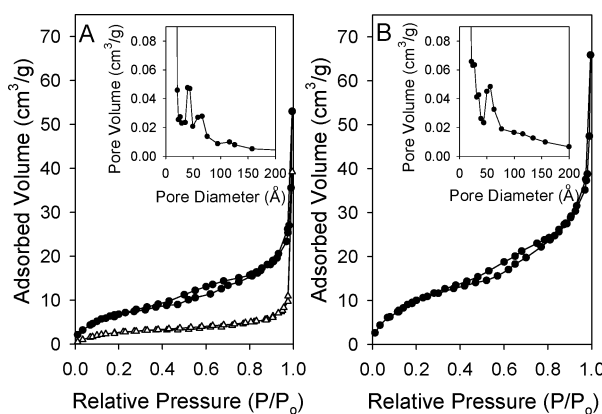 A
Adsorbed Volume (cm³/g)
70
60
50
40
30
20
10
0
0.0 0.2 0.4 0.6 0.8 1.0
Relative Pressure (P/Pₒ)
Pore Volume (cm³/g)
0.08
0.06
0.04
0.02
0.00
0 50 100 150 200
Pore Diameter (Å)
B
Adsorbed Volume (cm³/g)
70
60
50
40
30
20
10
0
0.0 0.2 0.4 0.6 0.8 1.0
Relative Pressure (P/Pₒ)
Pore Volume (cm³/g)
0.08
0.06
0.04
0.02
0.00
0 50 100 150 200
Pore Diameter (Å)